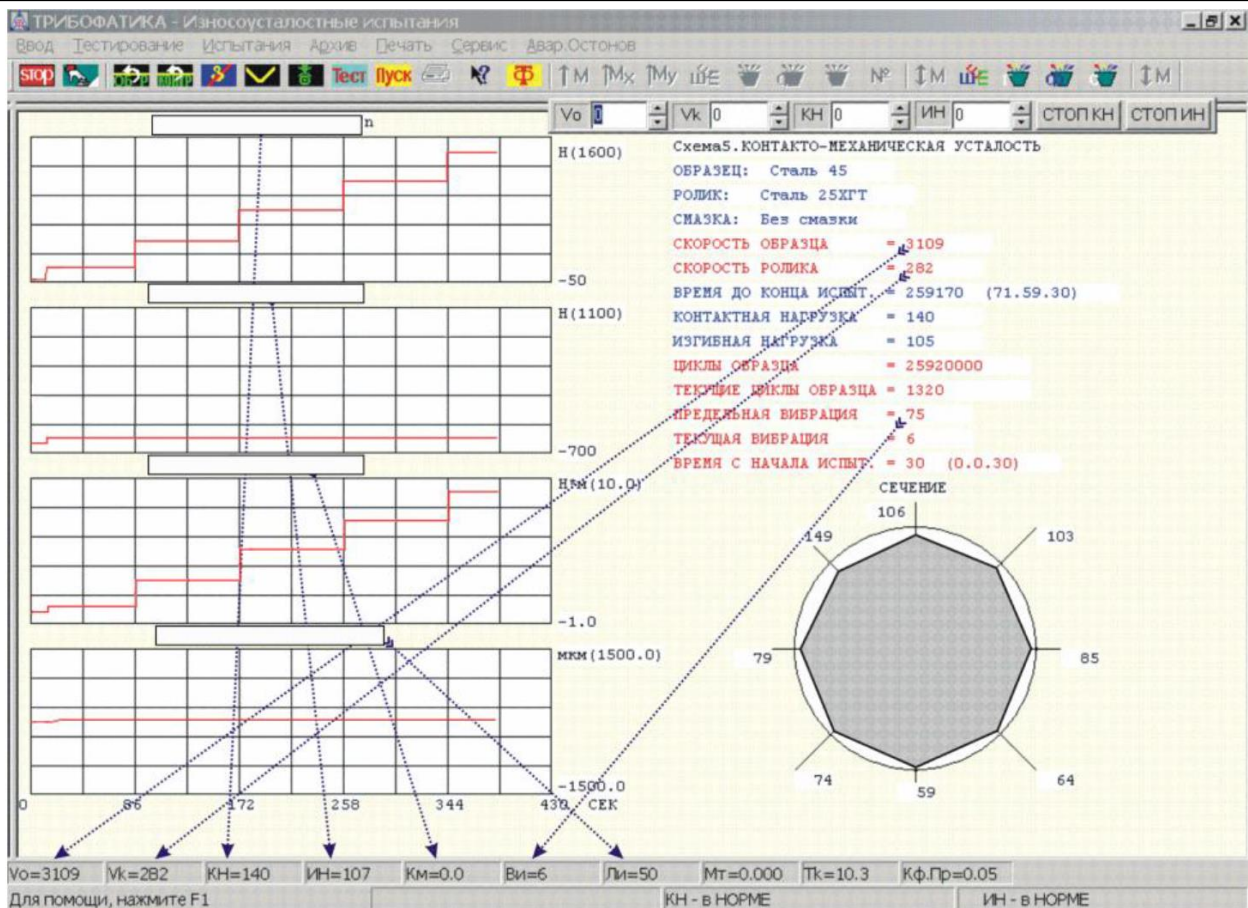 ТРИБОФАТИКА - Износоусталостные испытания
Ввод Тестирование Испытания Архив Печать Сервис Авар.Останов
STOP Тест Пуск ↑М ↑Мх ↑Му № ↕М ↕М
Vo 0 Vk 0 КН 0 ИН 0 СТОП КН СТОП ИН
n
Н(1600)
-50
Н(1100)
-700
Нгм(10.0)
-1.0
мкм(1500.0)
-1500.0
0 86 172 258 344 430 СЕК
Схема5.КОНТАКТО-МЕХАНИЧЕСКАЯ УСТАЛОСТЬ
ОБРАЗЕЦ: Сталь 45
РОЛИК: Сталь 25ХГТ
СМАЗКА: Без смазки
СКОРОСТЬ ОБРАЗЦА = 3109
СКОРОСТЬ РОЛИКА = 282
ВРЕМЯ ДО КОНЦА ИСПЫТ. = 259170 (71.59.30)
КОНТАКТНАЯ НАГРУЗКА = 140
ИЗГИБНАЯ НАГРУЗКА = 105
ЦИКЛЫ ОБРАЗЦА = 25920000
ТЕКУЩИЕ ЦИКЛЫ ОБРАЗЦА = 1320
ПРЕДЕЛЬНАЯ ВИБРАЦИЯ = 75
ТЕКУЩАЯ ВИБРАЦИЯ = 6
ВРЕМЯ С НАЧАЛА ИСПЫТ. = 30 (0.0.30)
СЕЧЕНИЕ
106
149 103
79 85
74 64
59
Vo=3109 Vk=282 КН=140 ИН=107 Км=0.0 Ви=6 Ли=50 Мт=0.000 Tk=10.3 Кф.Пр=0.05
Для помощи, нажмите F1 КН - в НОРМЕ ИН - в НОРМЕ